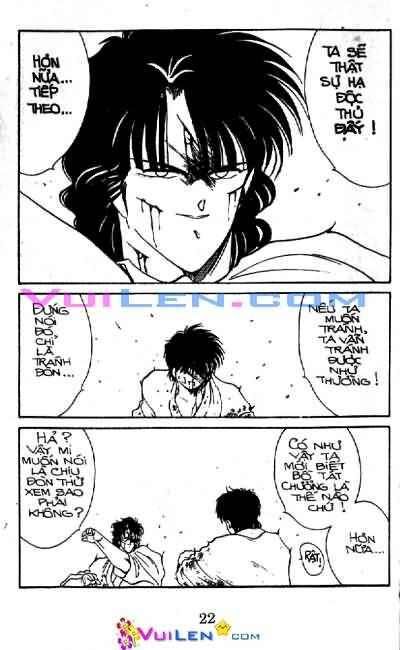 TA SẼ
THẬT
SỰ HẠ
ĐỘC
THỦ
ĐẤY!
HƠN
NỮA...
TIẾP
THEO...
VUILEN.COM
NẾU TA
MUỐN
TRÁNH,
TA VẪN
TRÁNH
ĐƯỢC
NHƯ
THƯỜNG!
ĐỪNG
NÓI
ĐÓ,
CHỈ
LÀ
TRÁNH
ĐÒN...
CÓ NHƯ
VẬY TA
MỚI BIẾT
BỐ TÁT
CHƯỞNG LÀ
THẾ NÀO
CHỨ!
HƠN
NỮA...
RẬT!
HẢ?
VẬY, MI
MUỐN NÓI
LÀ CHỊU
ĐÒN THỬ
XEM SAO
PHẢI
KHÔNG?
22
VUILEN.COM